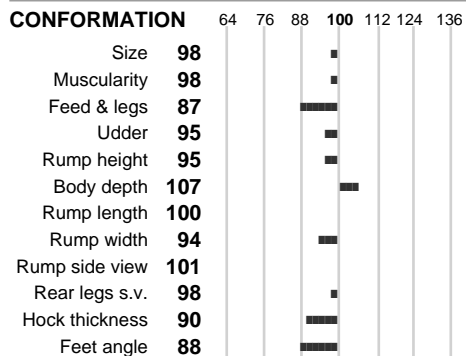 CONFORMATION 64 76 88 100 112 124 136
Size 98
Muscularity 98
Feed & legs 87
Udder 95
Rump height 95
Body depth 107
Rump length 100
Rump width 94
Rump side view 101
Rear legs s.v. 98
Hock thickness 90
Feet angle 88